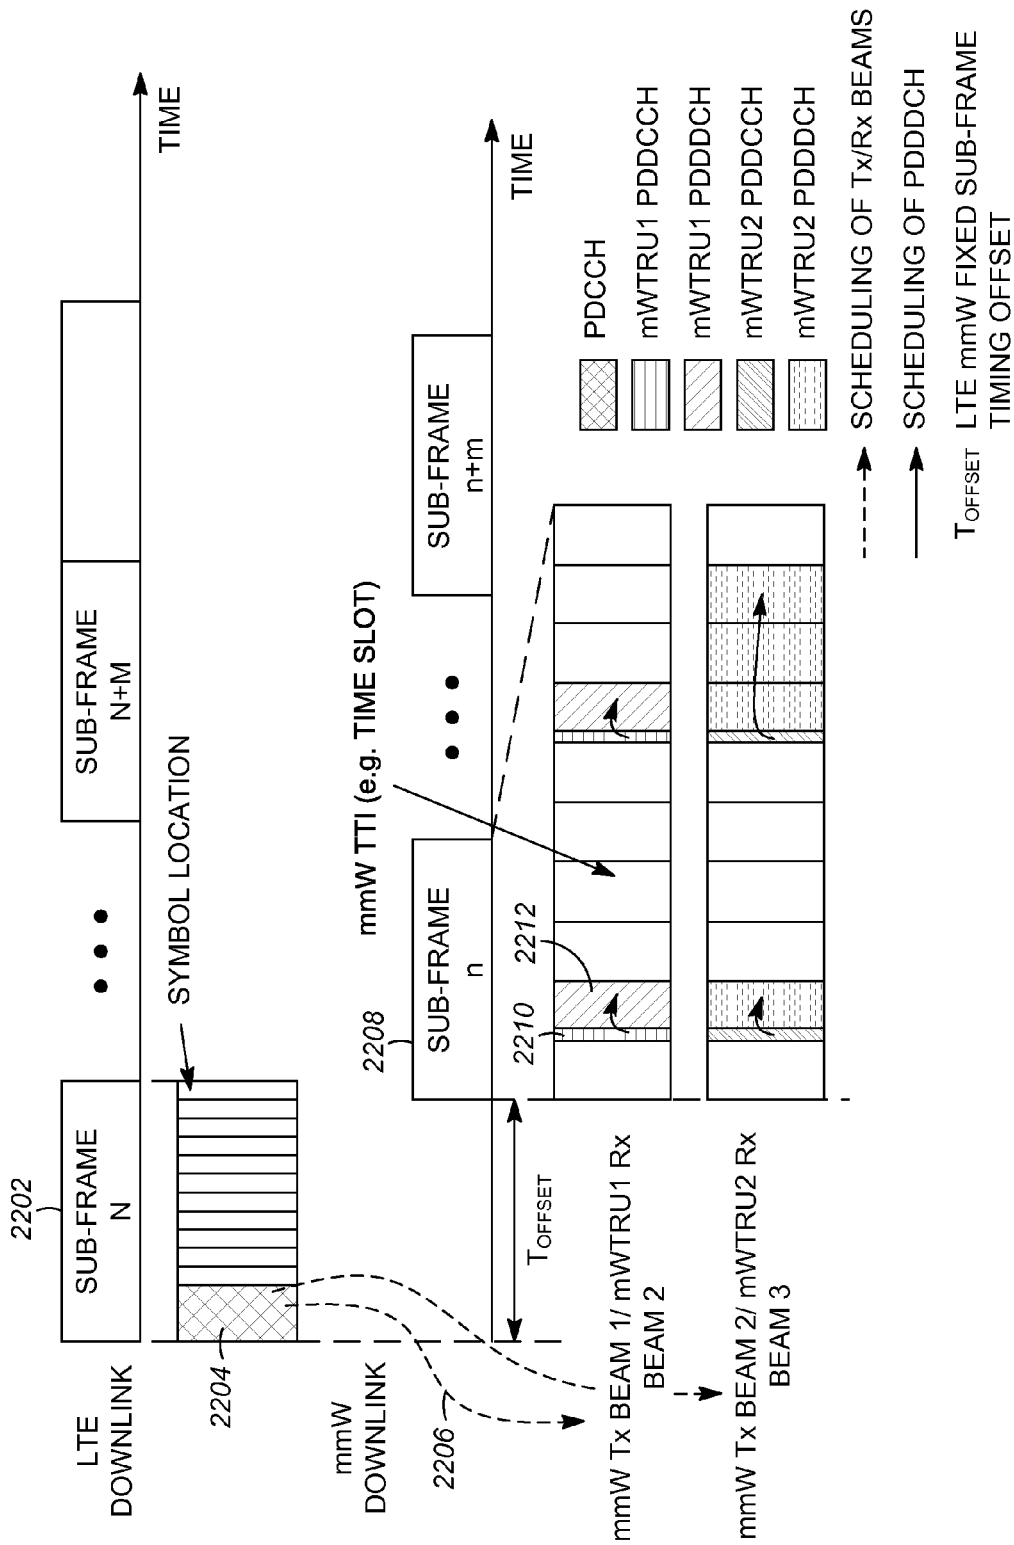 LTE
DOWNLINK
2202
SUB-FRAME
N
SUB-FRAME
N+M
TIME
SYMBOL LOCATION
2204
mmW
DOWNLINK
2206
2208
SUB-FRAME
n
SUB-FRAME
n+m
TIME
TOFFSET
mmW TTI (e.g. TIME SLOT)
2210
2212
mmW Tx BEAM 1/ mWTRU1 Rx
BEAM 2
mmW Tx BEAM 2/ mWTRU2 Rx
BEAM 3
PDCCH
mWTRU1 PDDCCH
mWTRU1 PDDDCH
mWTRU2 PDDCCH
mWTRU2 PDDDCH
SCHEDULING OF Tx/Rx BEAMS
SCHEDULING OF PDDDCH
TOFFSET LTE mmW FIXED SUB-FRAME
TIMING OFFSET